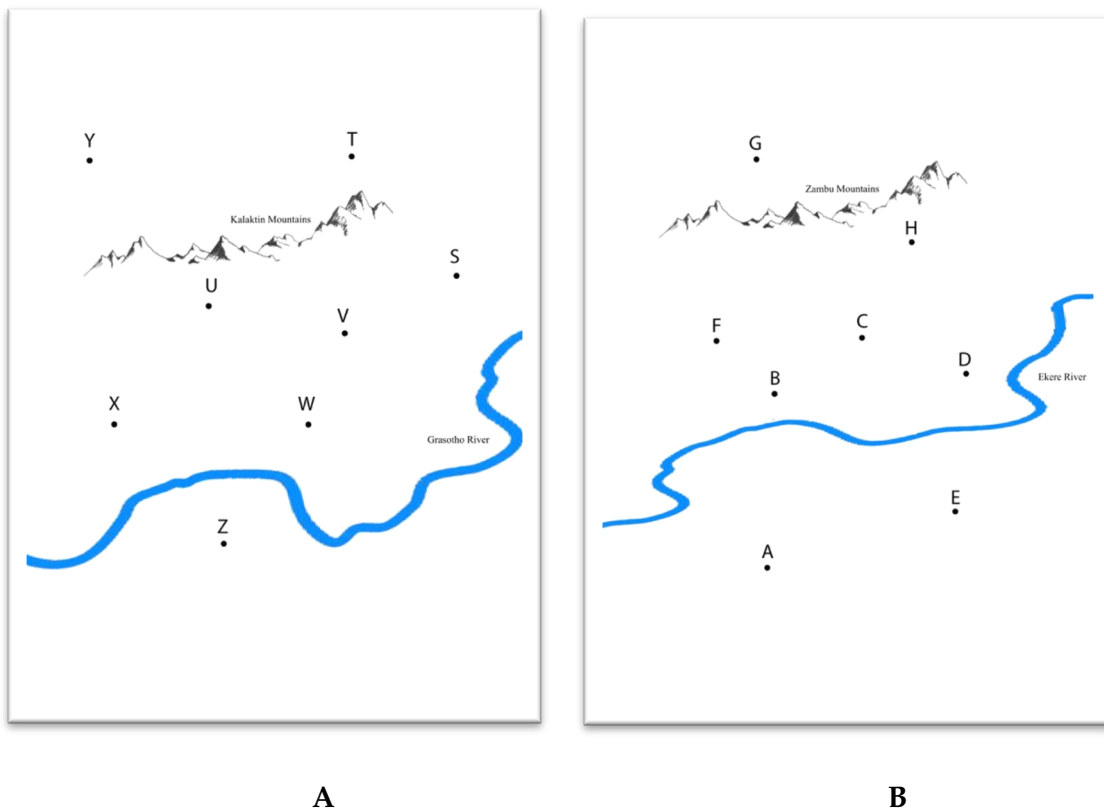 Y
T
Kalaktin Mountains
S
U
V
X
W
Grasotho River
Z
A
G
Zambu Mountains
H
F
C
D
B
Ekere River
E
A
B